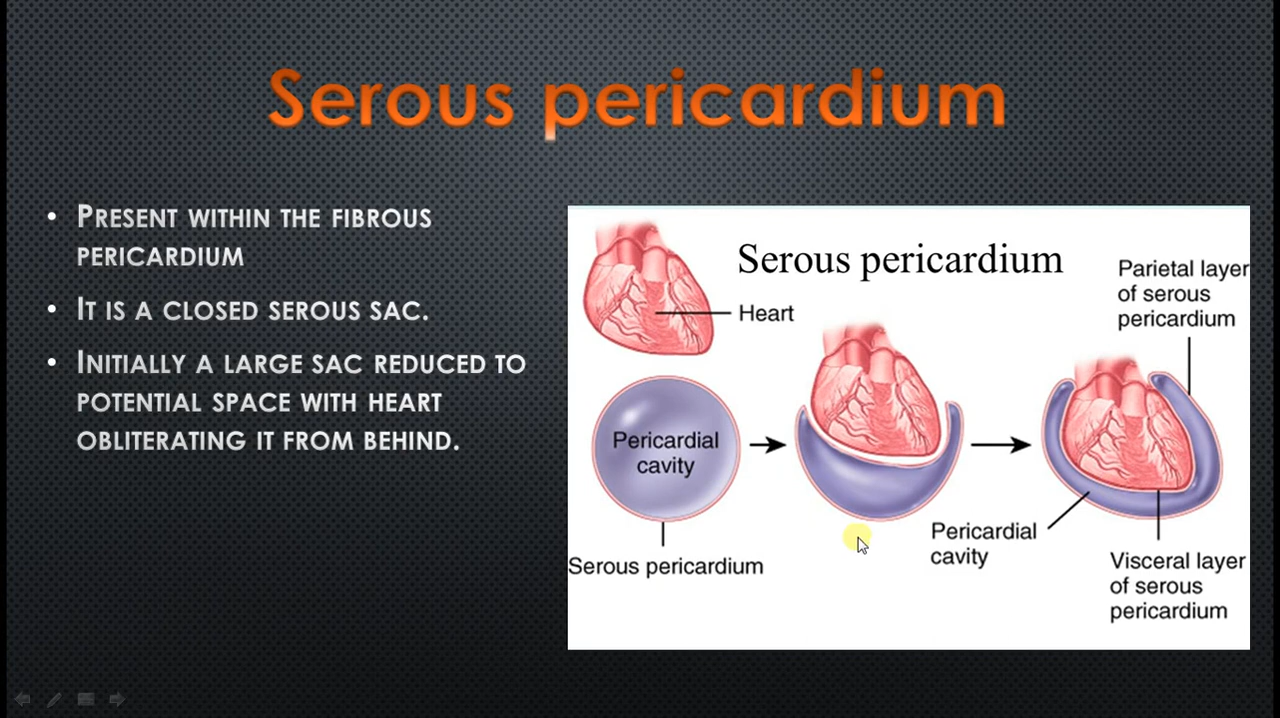 Serous pericardium
• PRESENT WITHIN THE FIBROUS
PERICARDIUM
• IT IS A CLOSED SEROUS SAC.
• INITIALLY A LARGE SAC REDUCED TO
POTENTIAL SPACE WITH HEART
OBLITERATING IT FROM BEHIND.
Serous pericardium
Heart
Parietal layer
of serous
pericardium
Pericardial
cavity
Serous pericardium
Pericardial
cavity
Visceral layer
of serous
pericardium